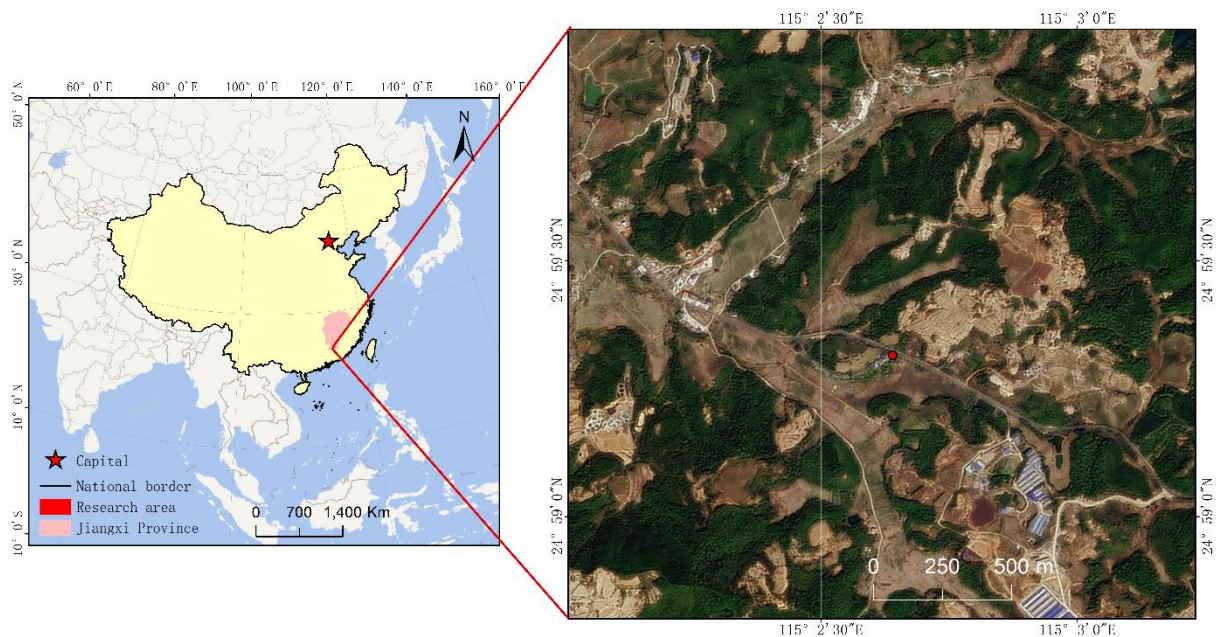 60° 0'E 80° 0'E 100° 0'E 120° 0'E 140° 0'E 160° 0'E
50° 0'N
30° 0'N
10° 0'N
10° 0'S
N
Capital
National border
Research area
Jiangxi Province
0 700 1,400 Km
115° 2'30"E 115° 3'0"E
24° 59'30"N 24° 59'30"N
24° 59'0"N 24° 59'0"N
0 250 500 m
115° 2'30"E 115° 3'0"E